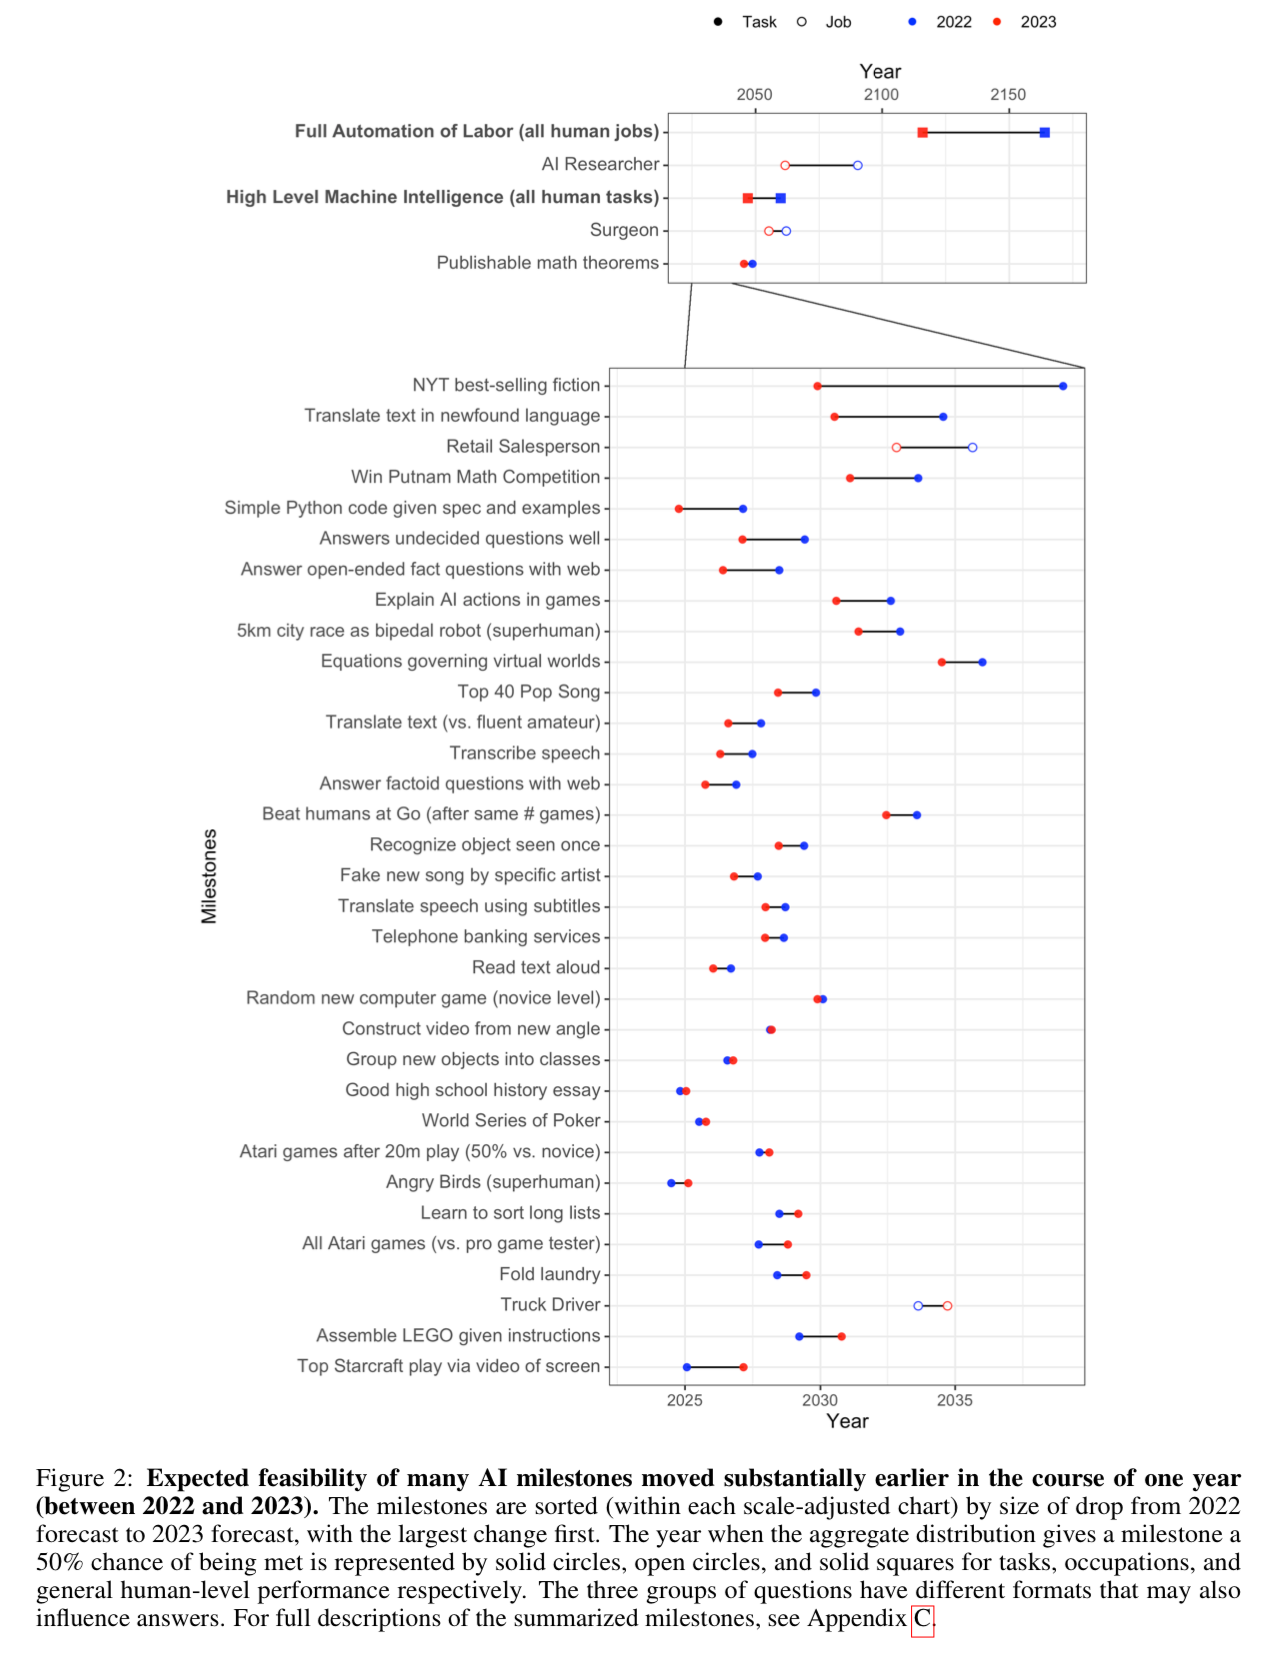 Task Job 2022 2023
Year
2050 2100 2150
Full Automation of Labor (all human jobs)
AI Researcher
High Level Machine Intelligence (all human tasks)
Surgeon
Publishable math theorems
Milestones
NYT best-selling fiction
Translate text in newfound language
Retail Salesperson
Win Putnam Math Competition
Simple Python code given spec and examples
Answers undecided questions well
Answer open-ended fact questions with web
Explain AI actions in games
5km city race as bipedal robot (superhuman)
Equations governing virtual worlds
Top 40 Pop Song
Translate text (vs. fluent amateur)
Transcribe speech
Answer factoid questions with web
Beat humans at Go (after same # games)
Recognize object seen once
Fake new song by specific artist
Translate speech using subtitles
Telephone banking services
Read text aloud
Random new computer game (novice level)
Construct video from new angle
Group new objects into classes
Good high school history essay
World Series of Poker
Atari games after 20m play (50% vs. novice)
Angry Birds (superhuman)
Learn to sort long lists
All Atari games (vs. pro game tester)
Fold laundry
Truck Driver
Assemble LEGO given instructions
Top Starcraft play via video of screen
2025 2030 2035
Year
Figure 2: Expected feasibility of many AI milestones moved substantially earlier in the course of one year
(between 2022 and 2023). The milestones are sorted (within each scale-adjusted chart) by size of drop from 2022
forecast to 2023 forecast, with the largest change first. The year when the aggregate distribution gives a milestone a
50% chance of being met is represented by solid circles, open circles, and solid squares for tasks, occupations, and
general human-level performance respectively. The three groups of questions have different formats that may also
influence answers. For full descriptions of the summarized milestones, see Appendix C.